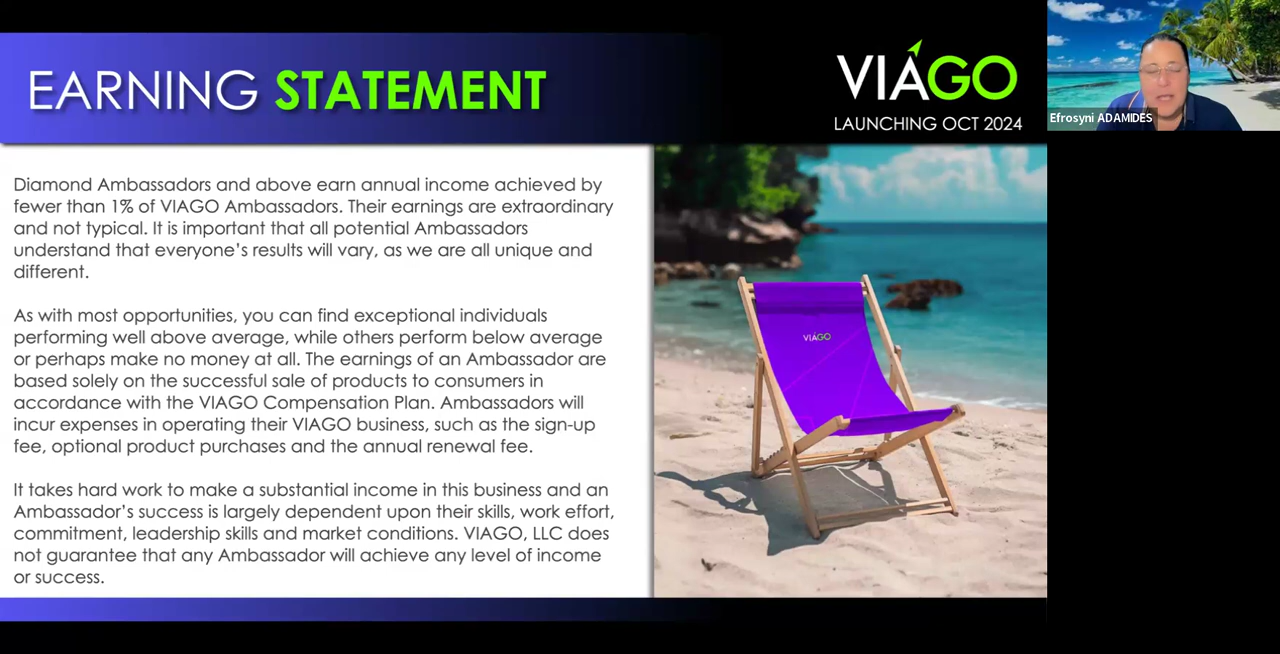 EARNING STATEMENT
VIÁGO
LAUNCHING OCT 2024
Efrosyni ADAMIDES
Diamond Ambassadors and above earn annual income achieved by
fewer than 1% of VIAGO Ambassadors. Their earnings are extraordinary
and not typical. It is important that all potential Ambassadors
understand that everyone’s results will vary, as we are all unique and
different.
As with most opportunities, you can find exceptional individuals
performing well above average, while others perform below average
or perhaps make no money at all. The earnings of an Ambassador are
based solely on the successful sale of products to consumers in
accordance with the VIAGO Compensation Plan. Ambassadors will
incur expenses in operating their VIAGO business, such as the sign-up
fee, optional product purchases and the annual renewal fee.
It takes hard work to make a substantial income in this business and an
Ambassador’s success is largely dependent upon their skills, work effort,
commitment, leadership skills and market conditions. VIAGO, LLC does
not guarantee that any Ambassador will achieve any level of income
or success.
VIÁGO